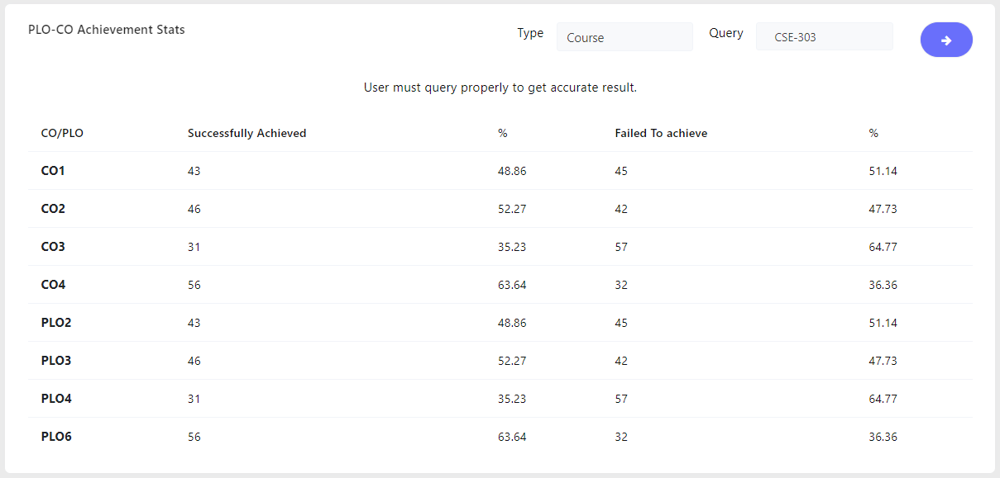 PLO-CO Achievement Stats
Type Course Query CSE-303
User must query properly to get accurate result.
CO/PLO Successfully Achieved % Failed To achieve %
CO1 43 48.86 45 51.14
CO2 46 52.27 42 47.73
CO3 31 35.23 57 64.77
CO4 56 63.64 32 36.36
PLO2 43 48.86 45 51.14
PLO3 46 52.27 42 47.73
PLO4 31 35.23 57 64.77
PLO6 56 63.64 32 36.36